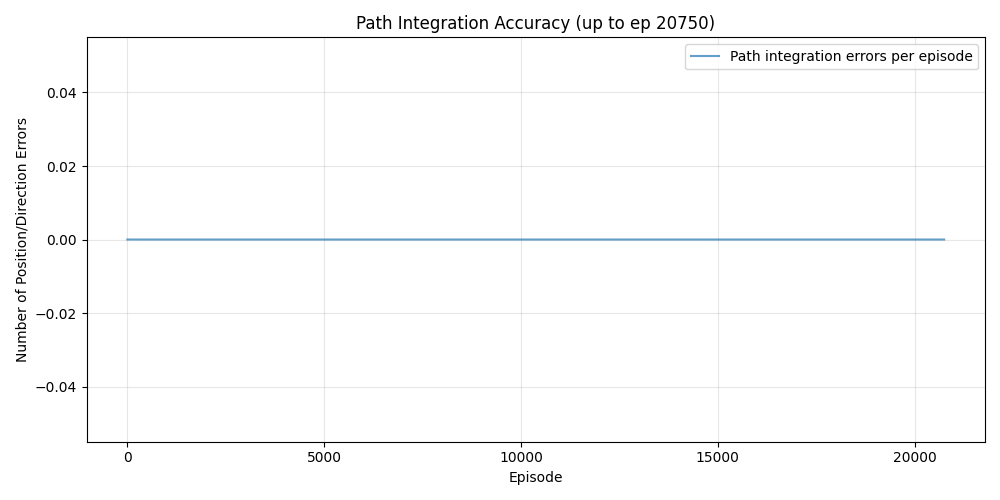 Path Integration Accuracy (up to ep 20750)
Path integration errors per episode
Number of Position/Direction Errors
0.04
0.02
0.00
−0.02
−0.04
0
5000
10000
15000
20000
Episode